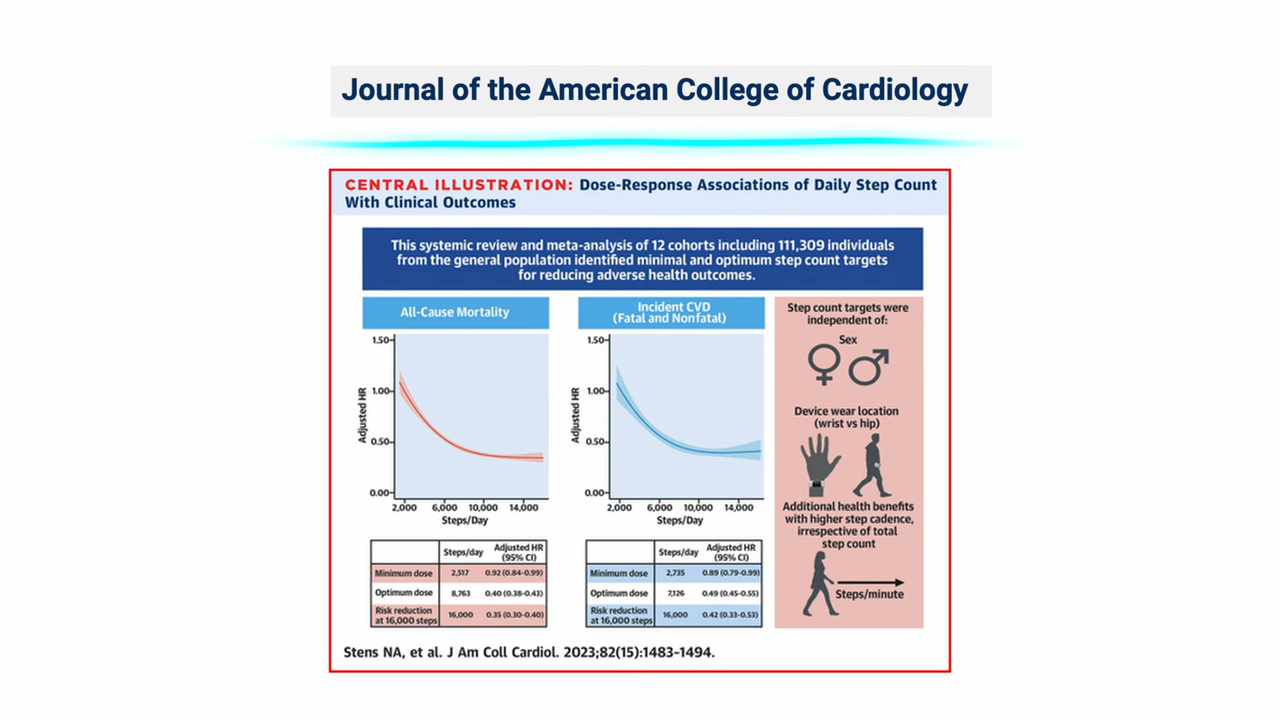 Journal of the American College of Cardiology
CENTRAL ILLUSTRATION: Dose-Response Associations of Daily Step Count
With Clinical Outcomes
This systemic review and meta-analysis of 12 cohorts including 111,309 individuals
from the general population identified minimal and optimum step count targets
for reducing adverse health outcomes.
All-Cause Mortality
1.50
1.00
0.50
0.00
Adjusted HR
2,000 6,000 10,000 14,000
Steps/Day
Steps/day Adjusted HR
(95% CI)
Minimum dose 2,517 0.92 (0.84-0.99)
Optimum dose 8,763 0.40 (0.38-0.43)
Risk reduction
at 16,000 steps 16,000 0.35 (0.30-0.40)
Incident CVD
(Fatal and Nonfatal)
1.50
1.00
0.50
0.00
Adjusted HR
2,000 6,000 10,000 14,000
Steps/Day
Steps/day Adjusted HR
(95% CI)
Minimum dose 2,735 0.89 (0.79-0.99)
Optimum dose 7,126 0.49 (0.45-0.55)
Risk reduction
at 16,000 steps 16,000 0.42 (0.33-0.53)
Step count targets were
independent of:
Sex
Device wear location
(wrist vs hip)
Additional health benefits
with higher step cadence,
irrespective of total
step count
Steps/minute
Stens NA, et al. J Am Coll Cardiol. 2023;82(15):1483-1494.